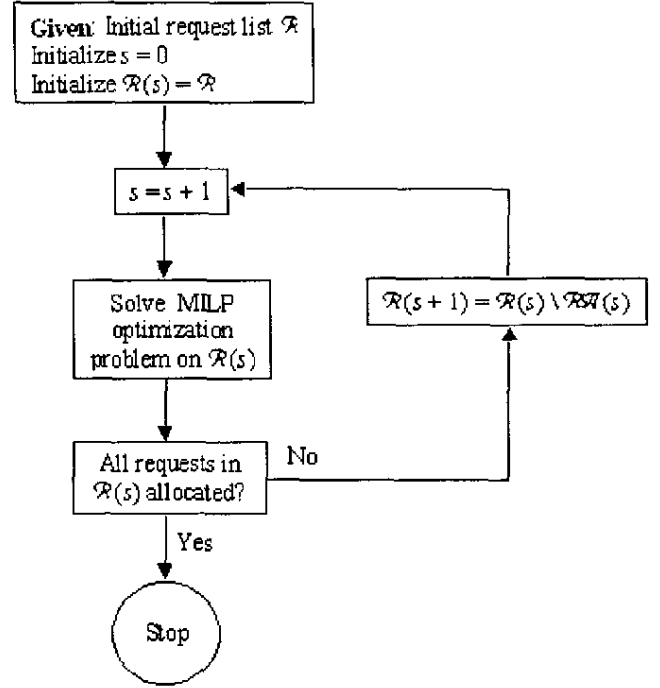 Given: Initial request list ℛ
Initialize s = 0
Initialize ℛ(s) = ℛ
s = s + 1
Solve MILP
optimization
problem on ℛ(s)
ℛ(s + 1) = ℛ(s) \ ℛ𝒜(s)
All requests in
ℛ(s) allocated?
No
Yes
Stop